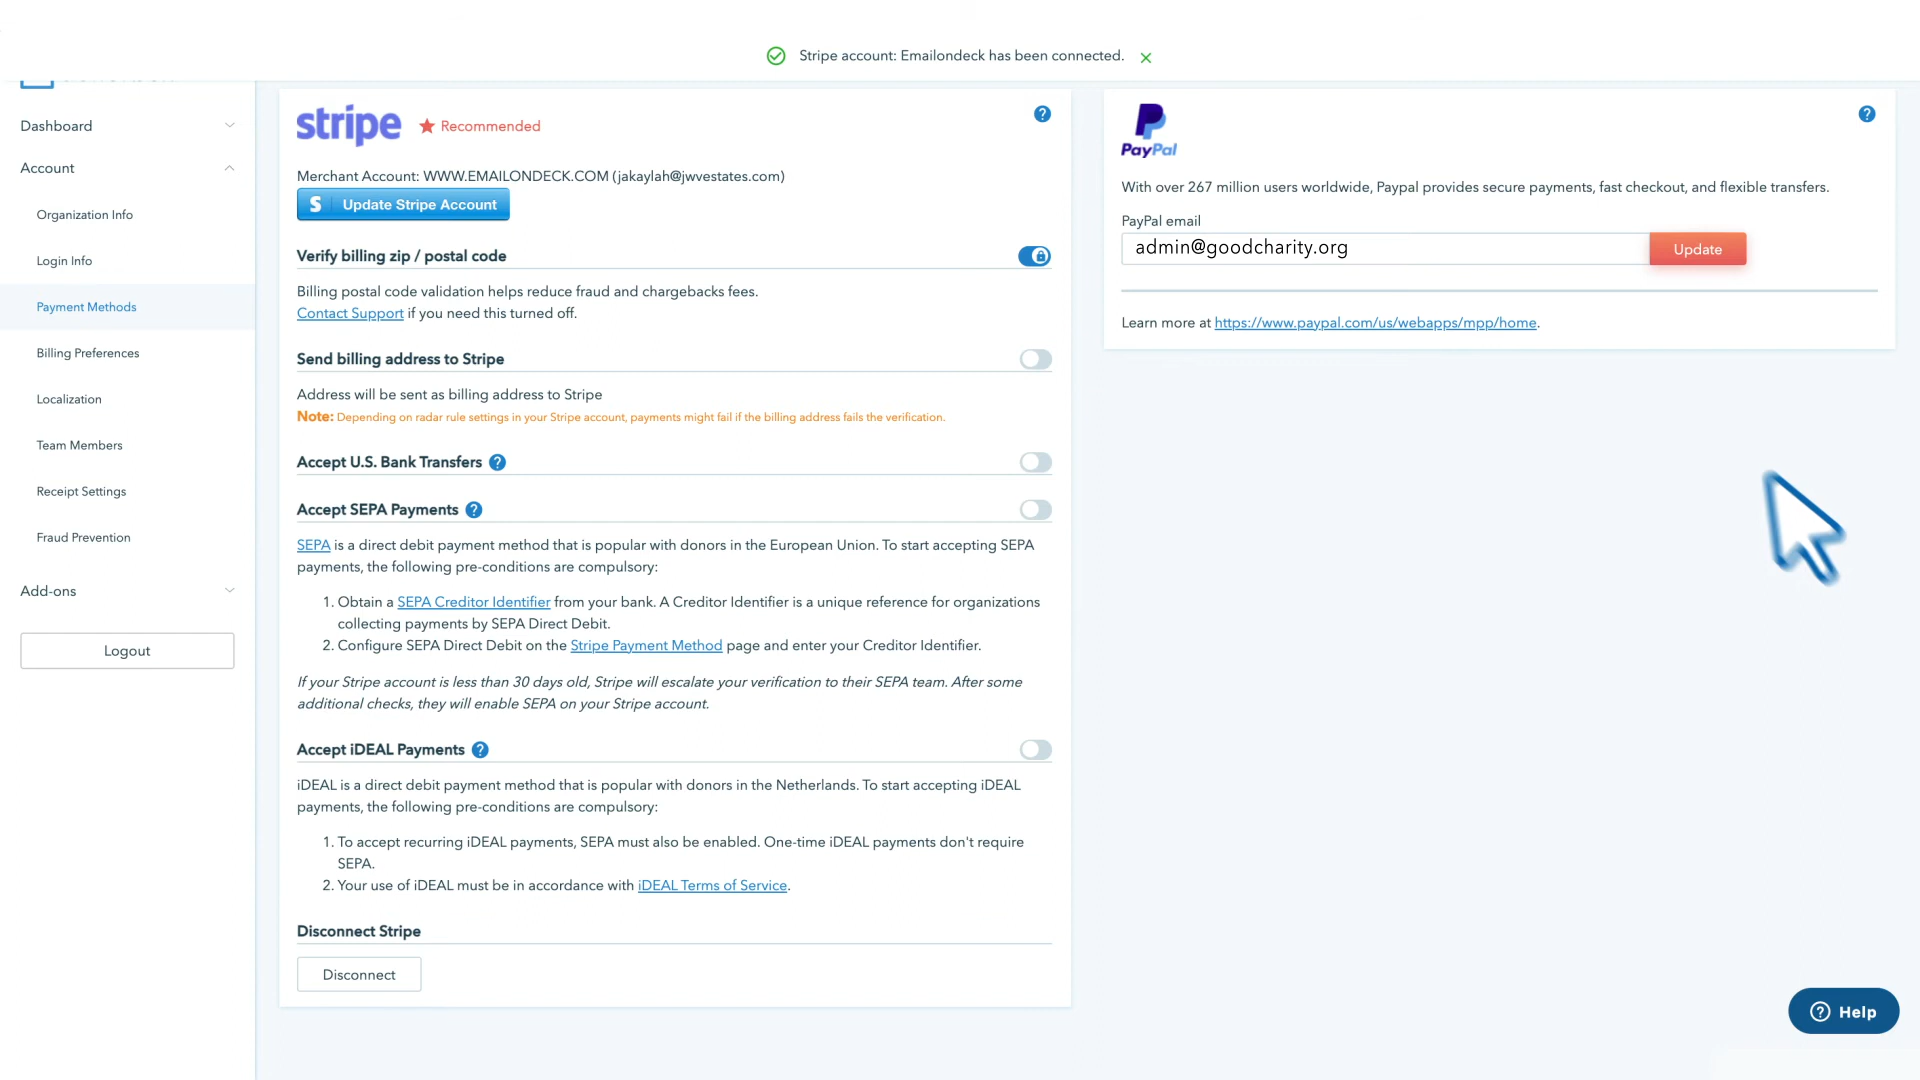 Stripe account: Emailondeck has been connected.
Dashboard
Account
Organization Info
Login Info
Payment Methods
Billing Preferences
Localization
Team Members
Receipt Settings
Fraud Prevention
Add-ons
Logout
stripe Recommended
Merchant Account: WWW.EMAILONDECK.COM (jakaylah@jwvestates.com)
S Update Stripe Account
Verify billing zip / postal code
Billing postal code validation helps reduce fraud and chargebacks fees.
Contact Support if you need this turned off.
Send billing address to Stripe
Address will be sent as billing address to Stripe
Note: Depending on radar rule settings in your Stripe account, payments might fail if the billing address fails the verification.
Accept U.S. Bank Transfers ?
Accept SEPA Payments ?
SEPA is a direct debit payment method that is popular with donors in the European Union. To start accepting SEPA
payments, the following pre-conditions are compulsory:
1. Obtain a SEPA Creditor Identifier from your bank. A Creditor Identifier is a unique reference for organizations
collecting payments by SEPA Direct Debit.
2. Configure SEPA Direct Debit on the Stripe Payment Method page and enter your Creditor Identifier.
If your Stripe account is less than 30 days old, Stripe will escalate your verification to their SEPA team. After some
additional checks, they will enable SEPA on your Stripe account.
Accept iDEAL Payments ?
iDEAL is a direct debit payment method that is popular with donors in the Netherlands. To start accepting iDEAL
payments, the following pre-conditions are compulsory:
1. To accept recurring iDEAL payments, SEPA must also be enabled. One-time iDEAL payments don't require
SEPA.
2. Your use of iDEAL must be in accordance with iDEAL Terms of Service.
Disconnect Stripe
Disconnect
?
PayPal
?
With over 267 million users worldwide, Paypal provides secure payments, fast checkout, and flexible transfers.
PayPal email
admin@goodcharity.org
Update
Learn more at https://www.paypal.com/us/webapps/mpp/home.
? Help